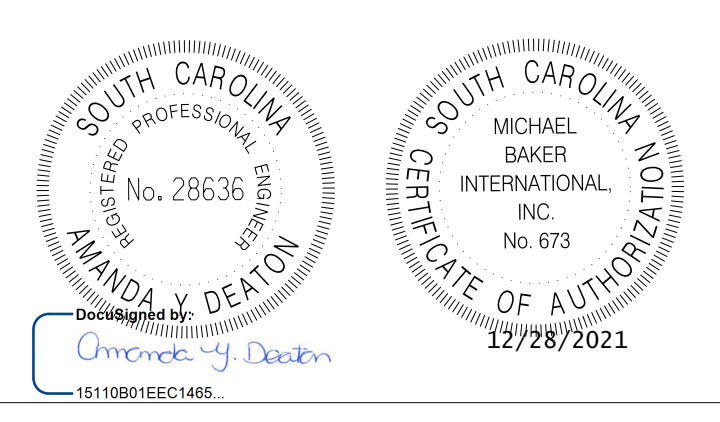 SOUTH CAROLINA
REGISTERED PROFESSIONAL ENGINEER
No. 28636
AMANDA Y DEATON
DocuSigned by:
Amanda Y. Deaton
15110B01EEC1465...
SOUTH CAROLINA
MICHAEL
BAKER
INTERNATIONAL,
INC.
No. 673
CERTIFICATE OF AUTHORIZATION
12/28/2021